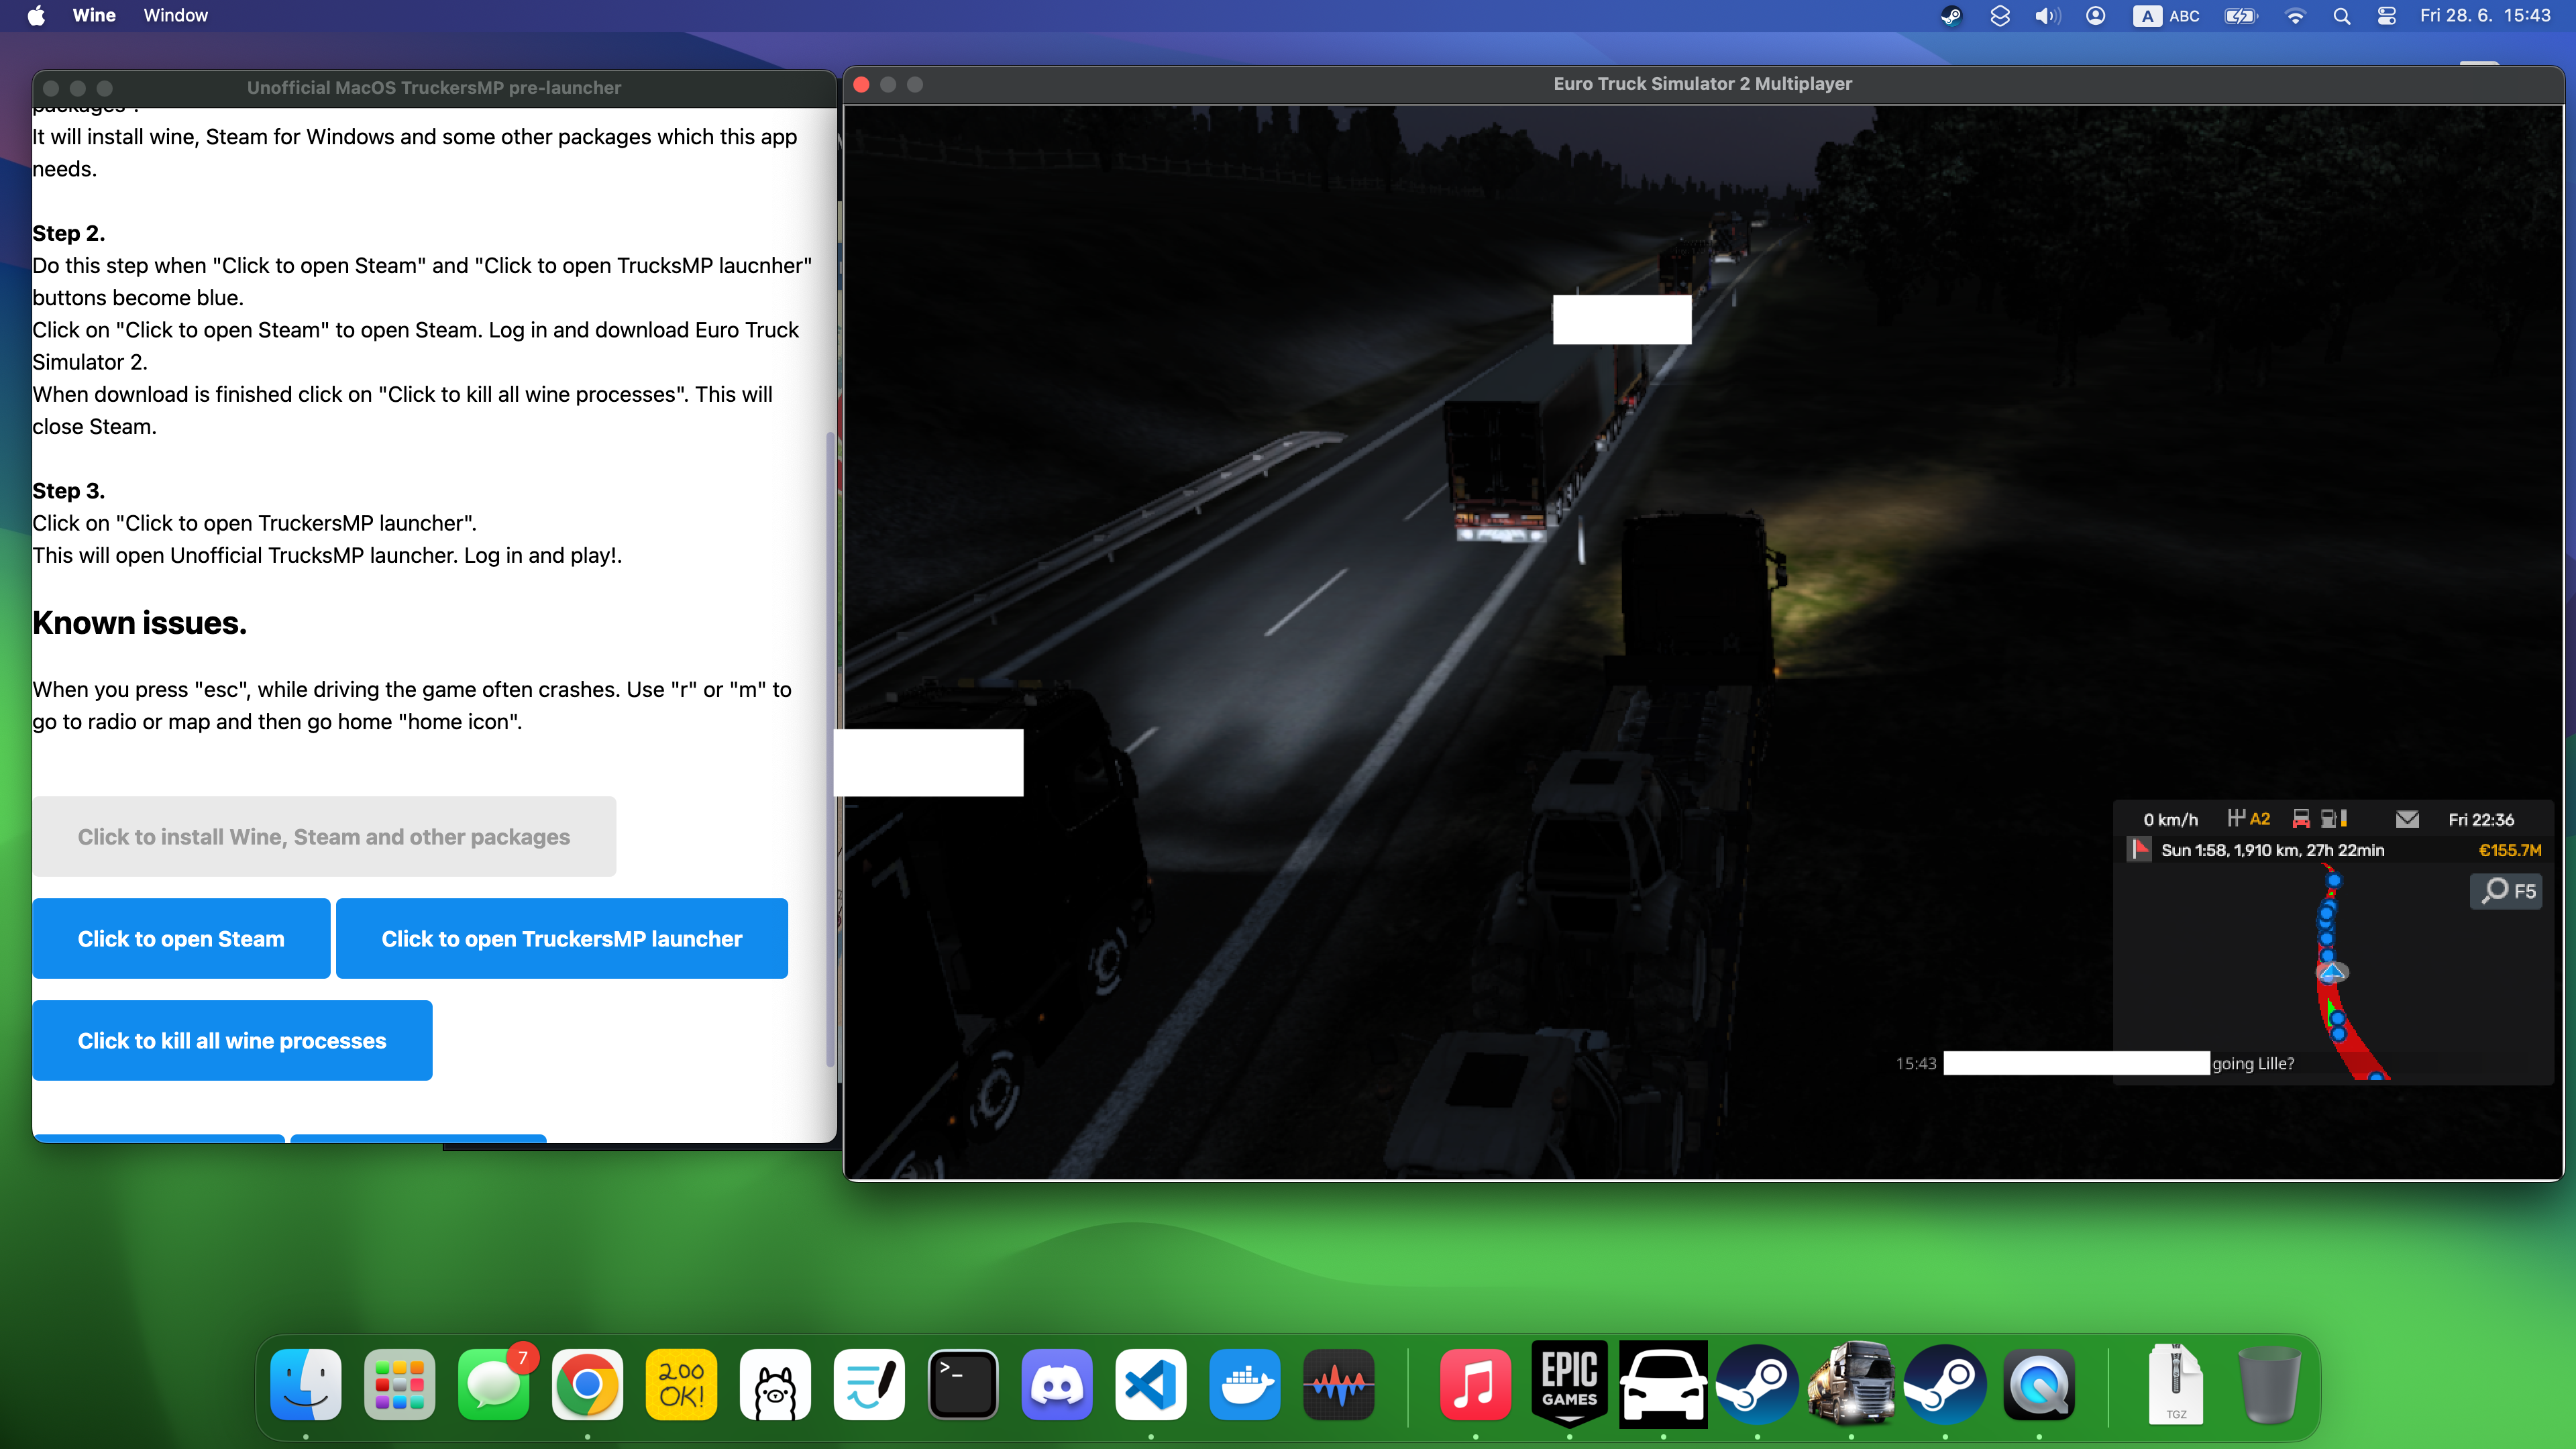 Wine Window
A ABC
Fri 28. 6. 15:43
Unofficial MacOS TruckersMP pre-launcher
packages".
It will install wine, Steam for Windows and some other packages which this app
needs.
Step 2.
Do this step when "Click to open Steam" and "Click to open TrucksMP laucnher"
buttons become blue.
Click on "Click to open Steam" to open Steam. Log in and download Euro Truck
Simulator 2.
When download is finished click on "Click to kill all wine processes". This will
close Steam.
Step 3.
Click on "Click to open TruckersMP launcher".
This will open Unofficial TrucksMP launcher. Log in and play!.
Known issues.
When you press "esc", while driving the game often crashes. Use "r" or "m" to
go to radio or map and then go home "home icon".
Click to install Wine, Steam and other packages
Click to open Steam
Click to open TruckersMP launcher
Click to kill all wine processes
Euro Truck Simulator 2 Multiplayer
0 km/h A2 Fri 22:36
Sun 1:58, 1,910 km, 27h 22min €155.7M
F5
15:43 going Lille?
7
200
OK!
>_
EPIC
GAMES
TGZ